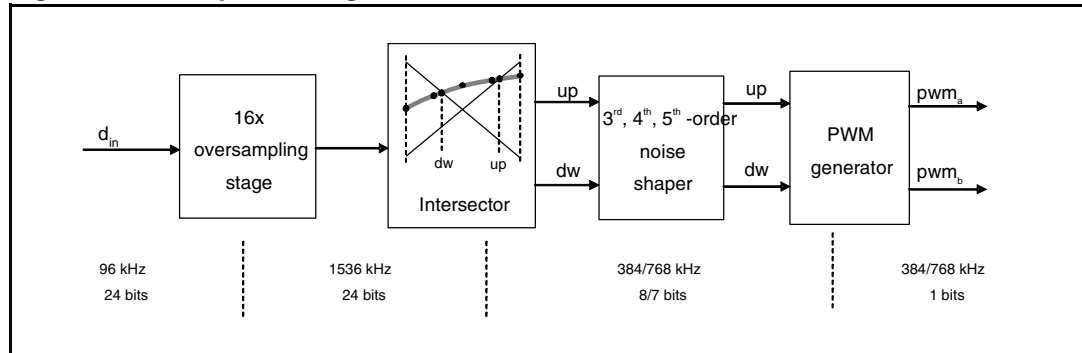 d_in
16x
oversampling
stage
dw
up
Intersector
up
dw
3rd, 4th, 5th -order
noise
shaper
up
dw
PWM
generator
pwm_a
pwm_b
96 kHz
24 bits
1536 kHz
24 bits
384/768 kHz
8/7 bits
384/768 kHz
1 bits